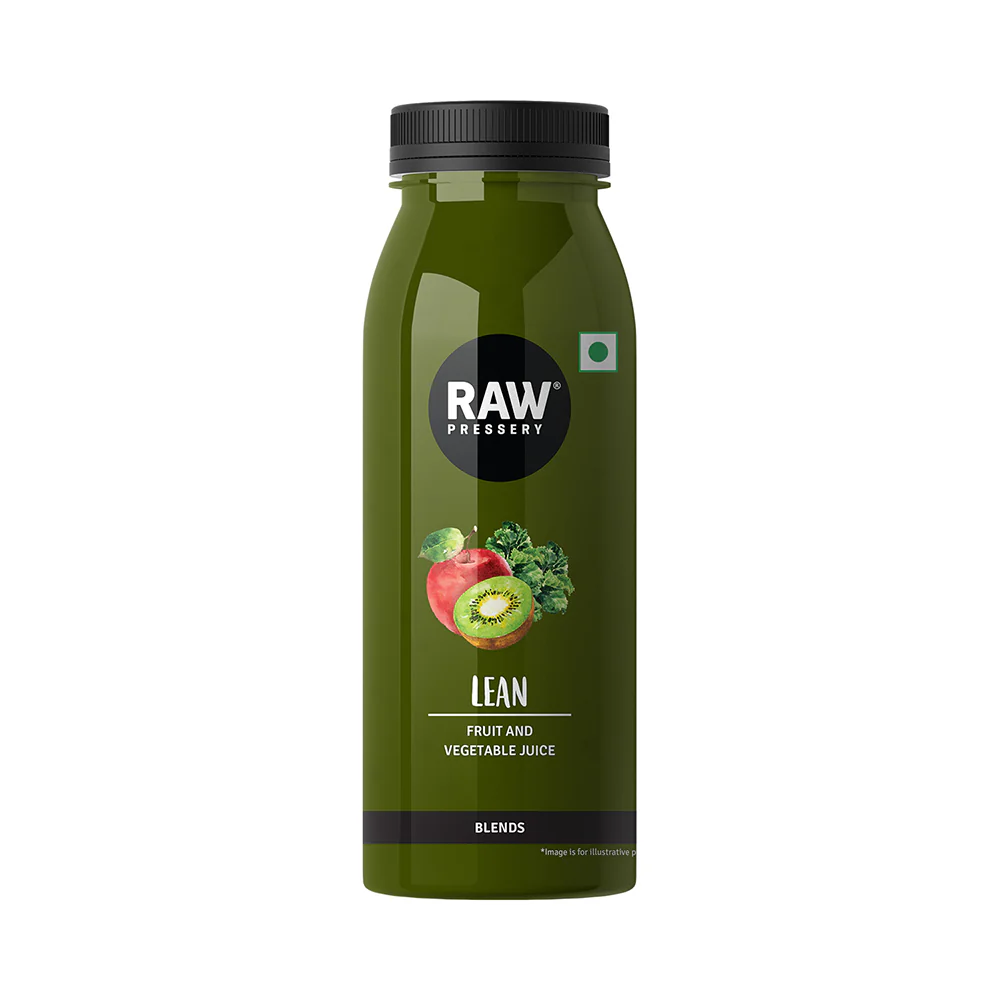 RAW®
PRESSERY
LEAN
FRUIT AND
VEGETABLE JUICE
BLENDS
*Image is for illustrative p